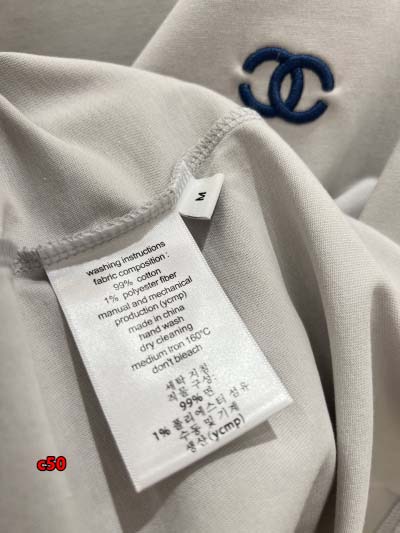 M
washing instructions
fabric composition :
99% cotton
1% polyester fiber
manual and mechanical
production (ycmp)
made in china
hand wash
dry cleaning
medium Iron 160°C
don't bleach
세탁 지침
직물 구성:
99% 면
1% 폴리에스터 섬유
수동 및 기계
생산(ycmp)
c50